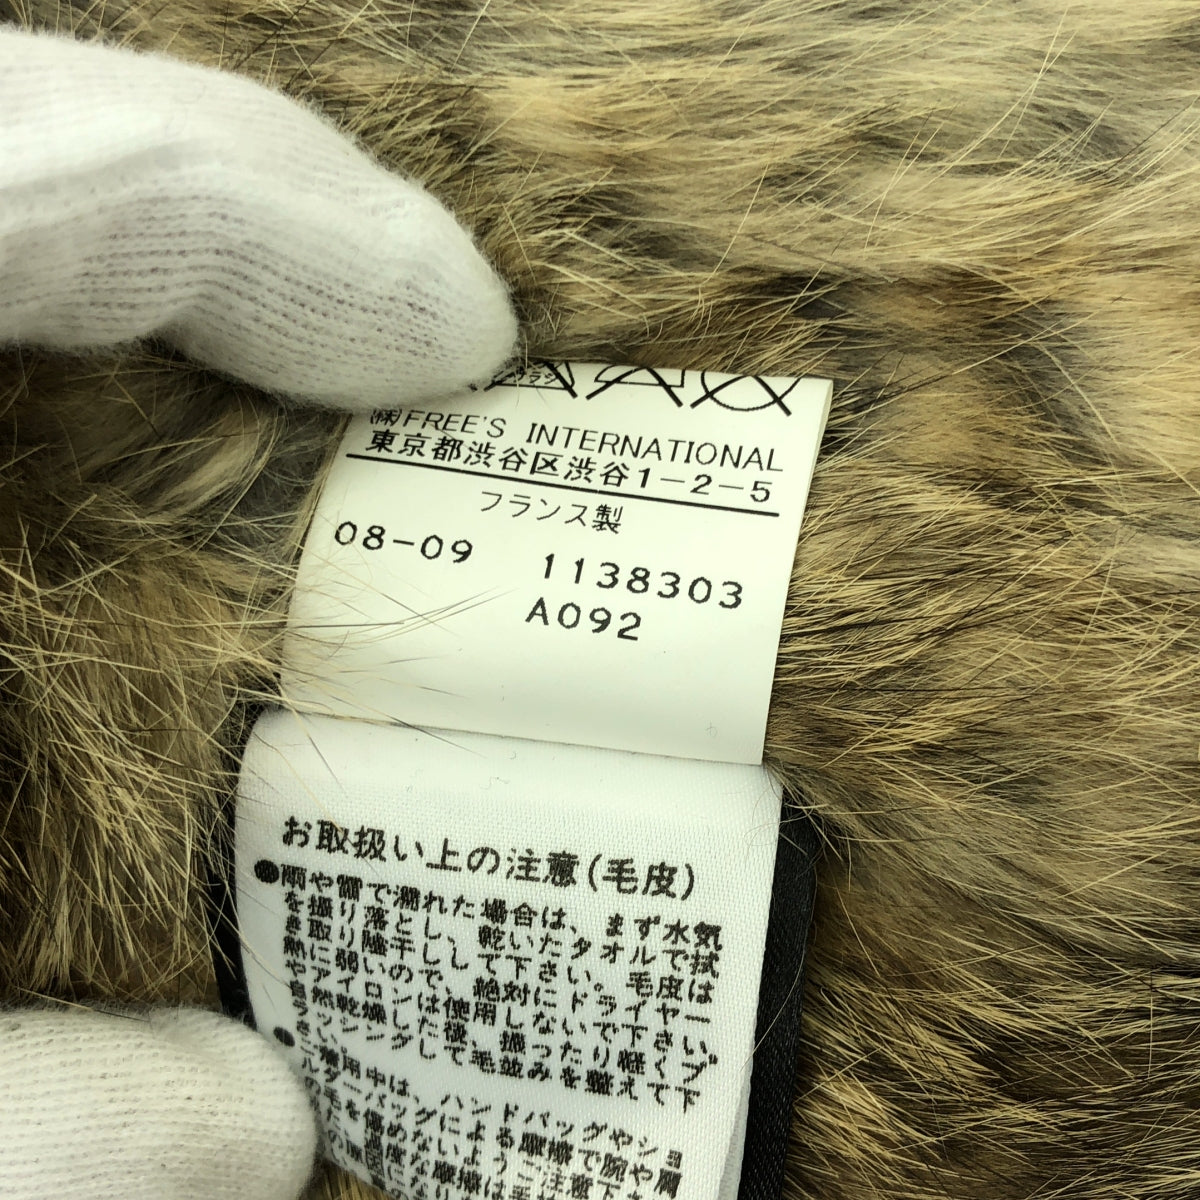 (株)FREE'S INTERNATIONAL
東京都渋谷区渋谷1-2-5
フランス製
08-09 1138303
A092
お取扱い上の注意(毛皮)
●雨や雪で濡れた場合は、まず水気
を振り落とし、乾いたタオルで拭
き取り陰干しして下さい。毛皮は
熱に弱いので、絶対にドライヤー
やアイロンは使用しないで下さい。
自然乾燥した後、振ったり軽くブ
ラッシングして、毛並みを整えて下
さい。
●ご着用中は、ハンドバッグやショ
ルダーバッグによる摩擦で腕や肩
の毛を傷めないようご注意下さ